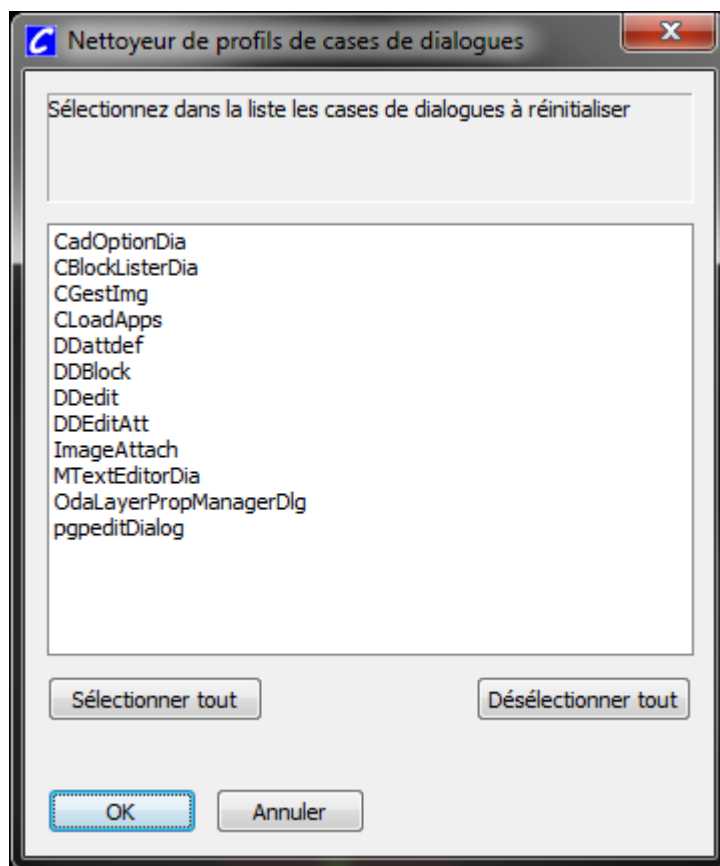 Nettoyeur de profils de cases de dialogues
Sélectionnez dans la liste les cases de dialogues à réinitialiser
CadOptionDia
CBlockListerDia
CGestImg
CLoadApps
DDattdef
DDBlock
DDedit
DDEditAtt
ImageAttach
MTextEditorDia
OdaLayerPropManagerDlg
pgpeditDialog
Sélectionner tout
Désélectionner tout
OK
Annuler